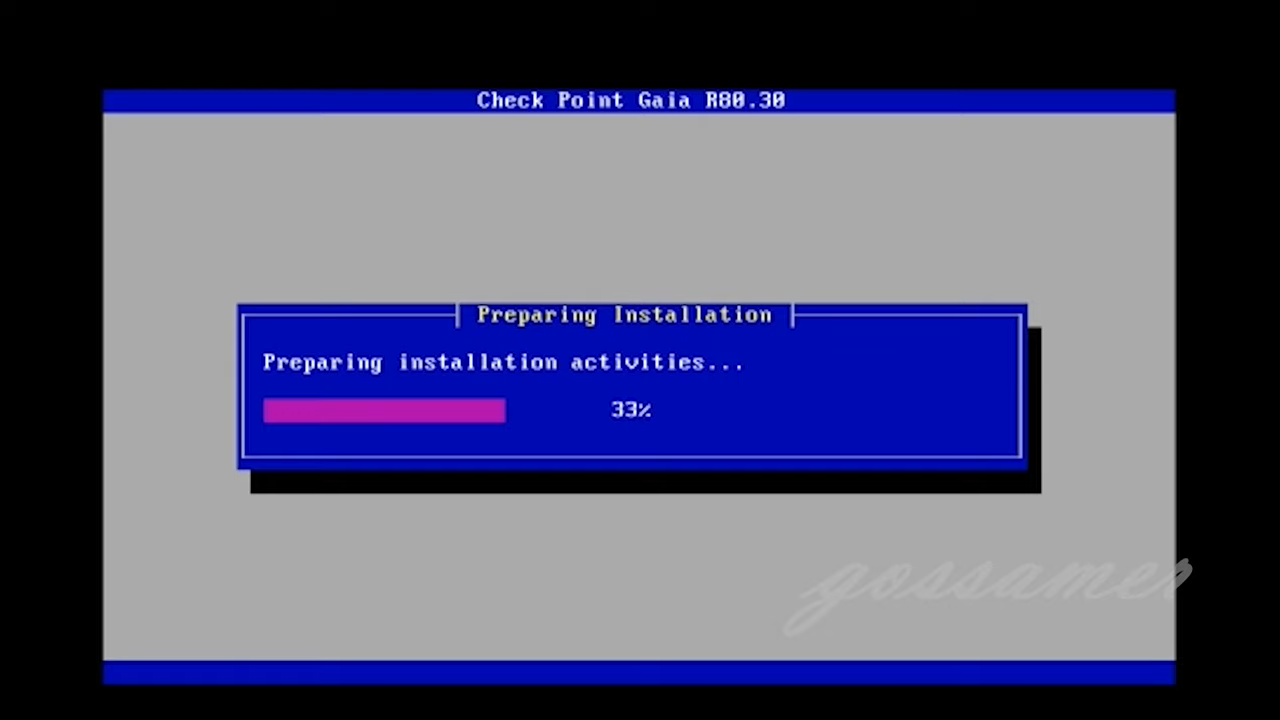 Check Point Gaia R80.30
Preparing Installation
Preparing installation activities...
33%
gossamer